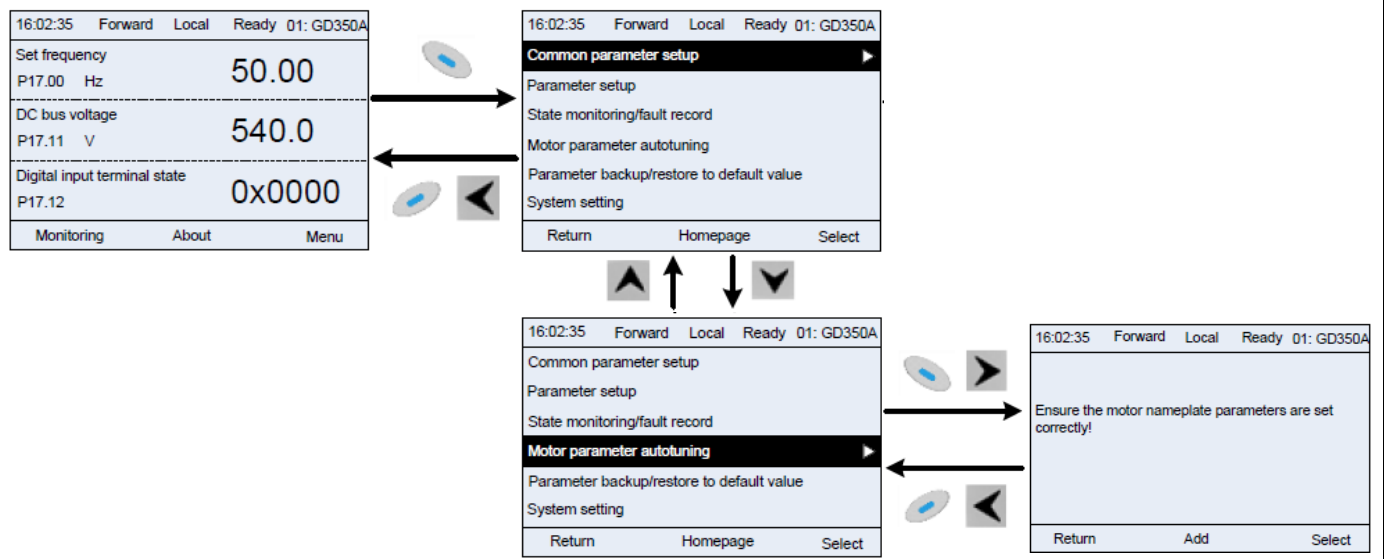 16:02:35 Forward Local Ready 01: GD350A
Set frequency
P17.00 Hz 50.00
DC bus voltage
P17.11 V 540.0
Digital input terminal state
P17.12 0x0000
Monitoring About Menu
16:02:35 Forward Local Ready 01: GD350A
Common parameter setup
Parameter setup
State monitoring/fault record
Motor parameter autotuning
Parameter backup/restore to default value
System setting
Return Homepage Select
16:02:35 Forward Local Ready 01: GD350A
Common parameter setup
Parameter setup
State monitoring/fault record
Motor parameter autotuning
Parameter backup/restore to default value
System setting
Return Homepage Select
16:02:35 Forward Local Ready 01: GD350A
Ensure the motor nameplate parameters are set
correctly!
Return Add Select